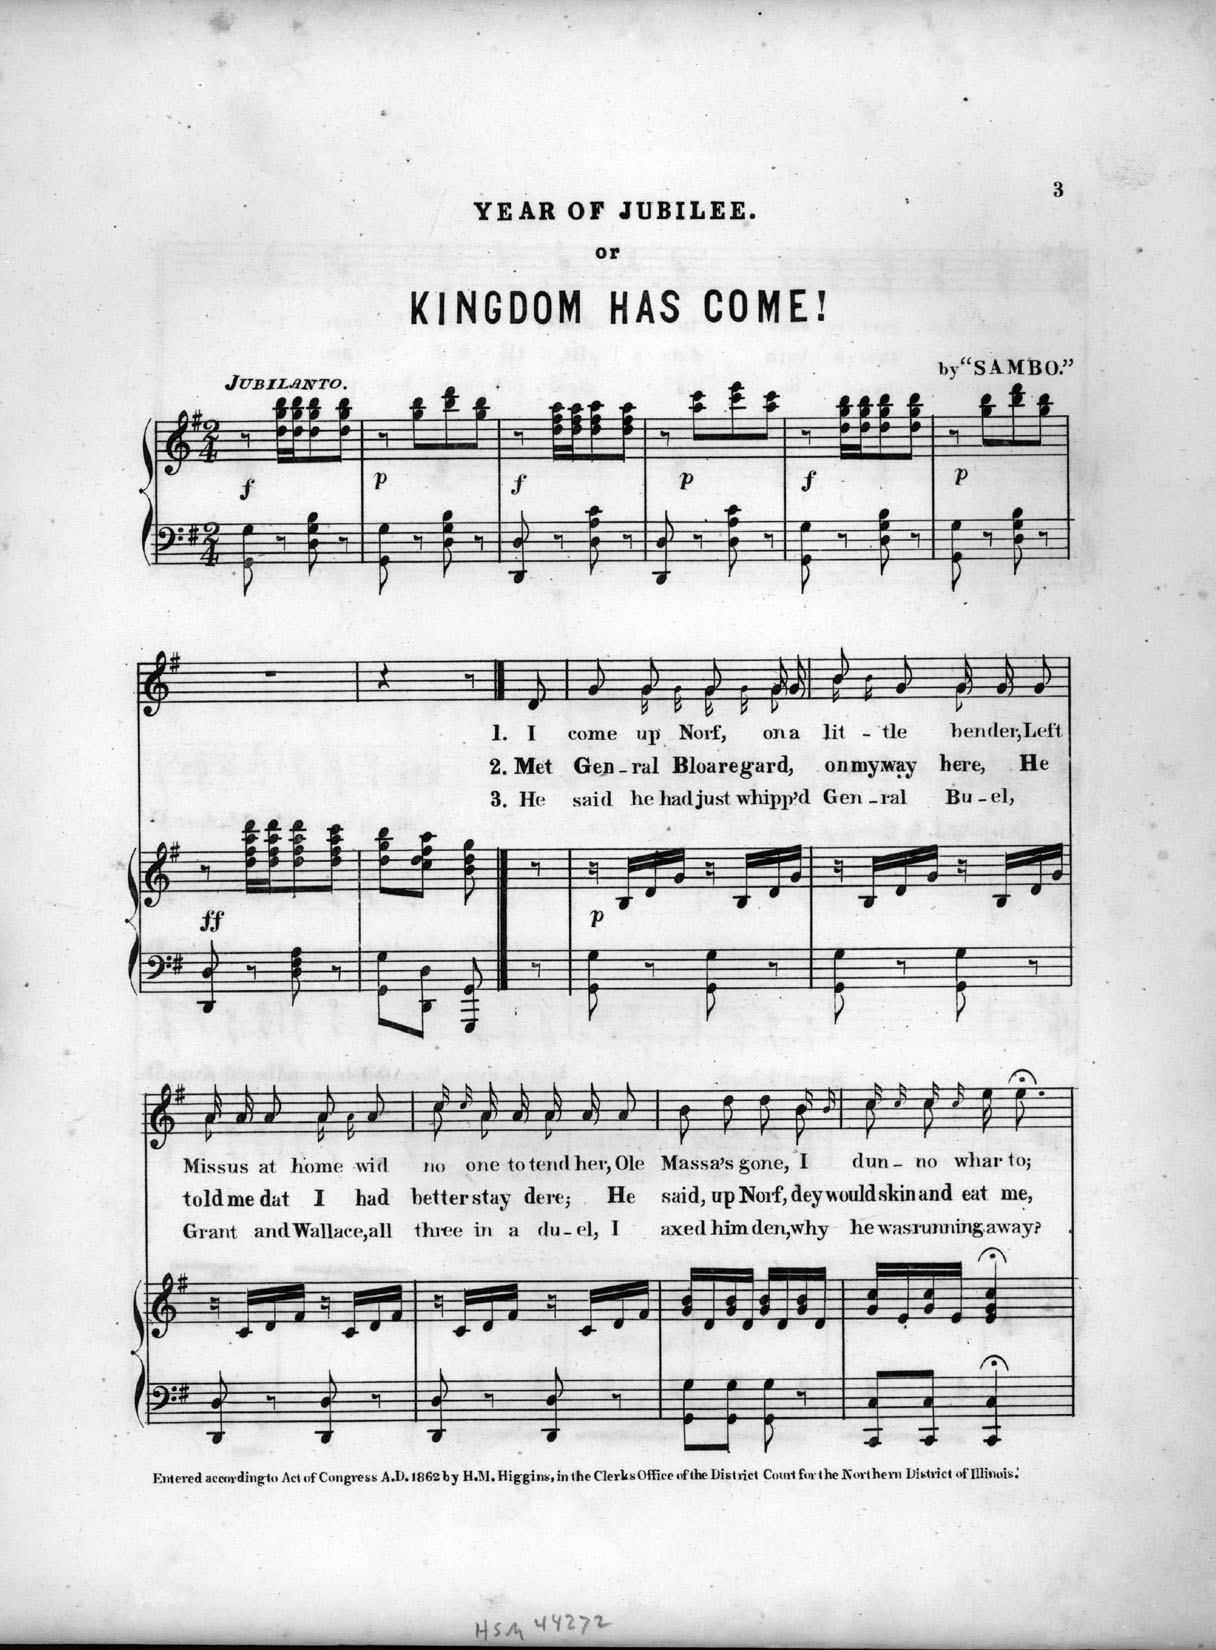 3
YEAR OF JUBILEE.
or
KINGDOM HAS COME!
by "SAMBO."
JUBILANTO.
f p f p f p
1. I come up Norf, on a lit - tle bender, Left
2. Met Gen - ral Bloaregard, on my way here, He
3. He said he had just whipp'd Gen - ral Bu - el,
ff p
Missus at home wid no one to tend her, Ole Massa's gone, I dun - no whar to;
told me dat I had better stay dere; He said, up Norf, dey would skin and eat me,
Grant and Wallace, all three in a du - el, I axed him den, why he was running away?
Entered according to Act of Congress A.D. 1862 by H.M. Higgins, in the Clerks Office of the District Court for the Northern District of Illinois.
HSM 44272